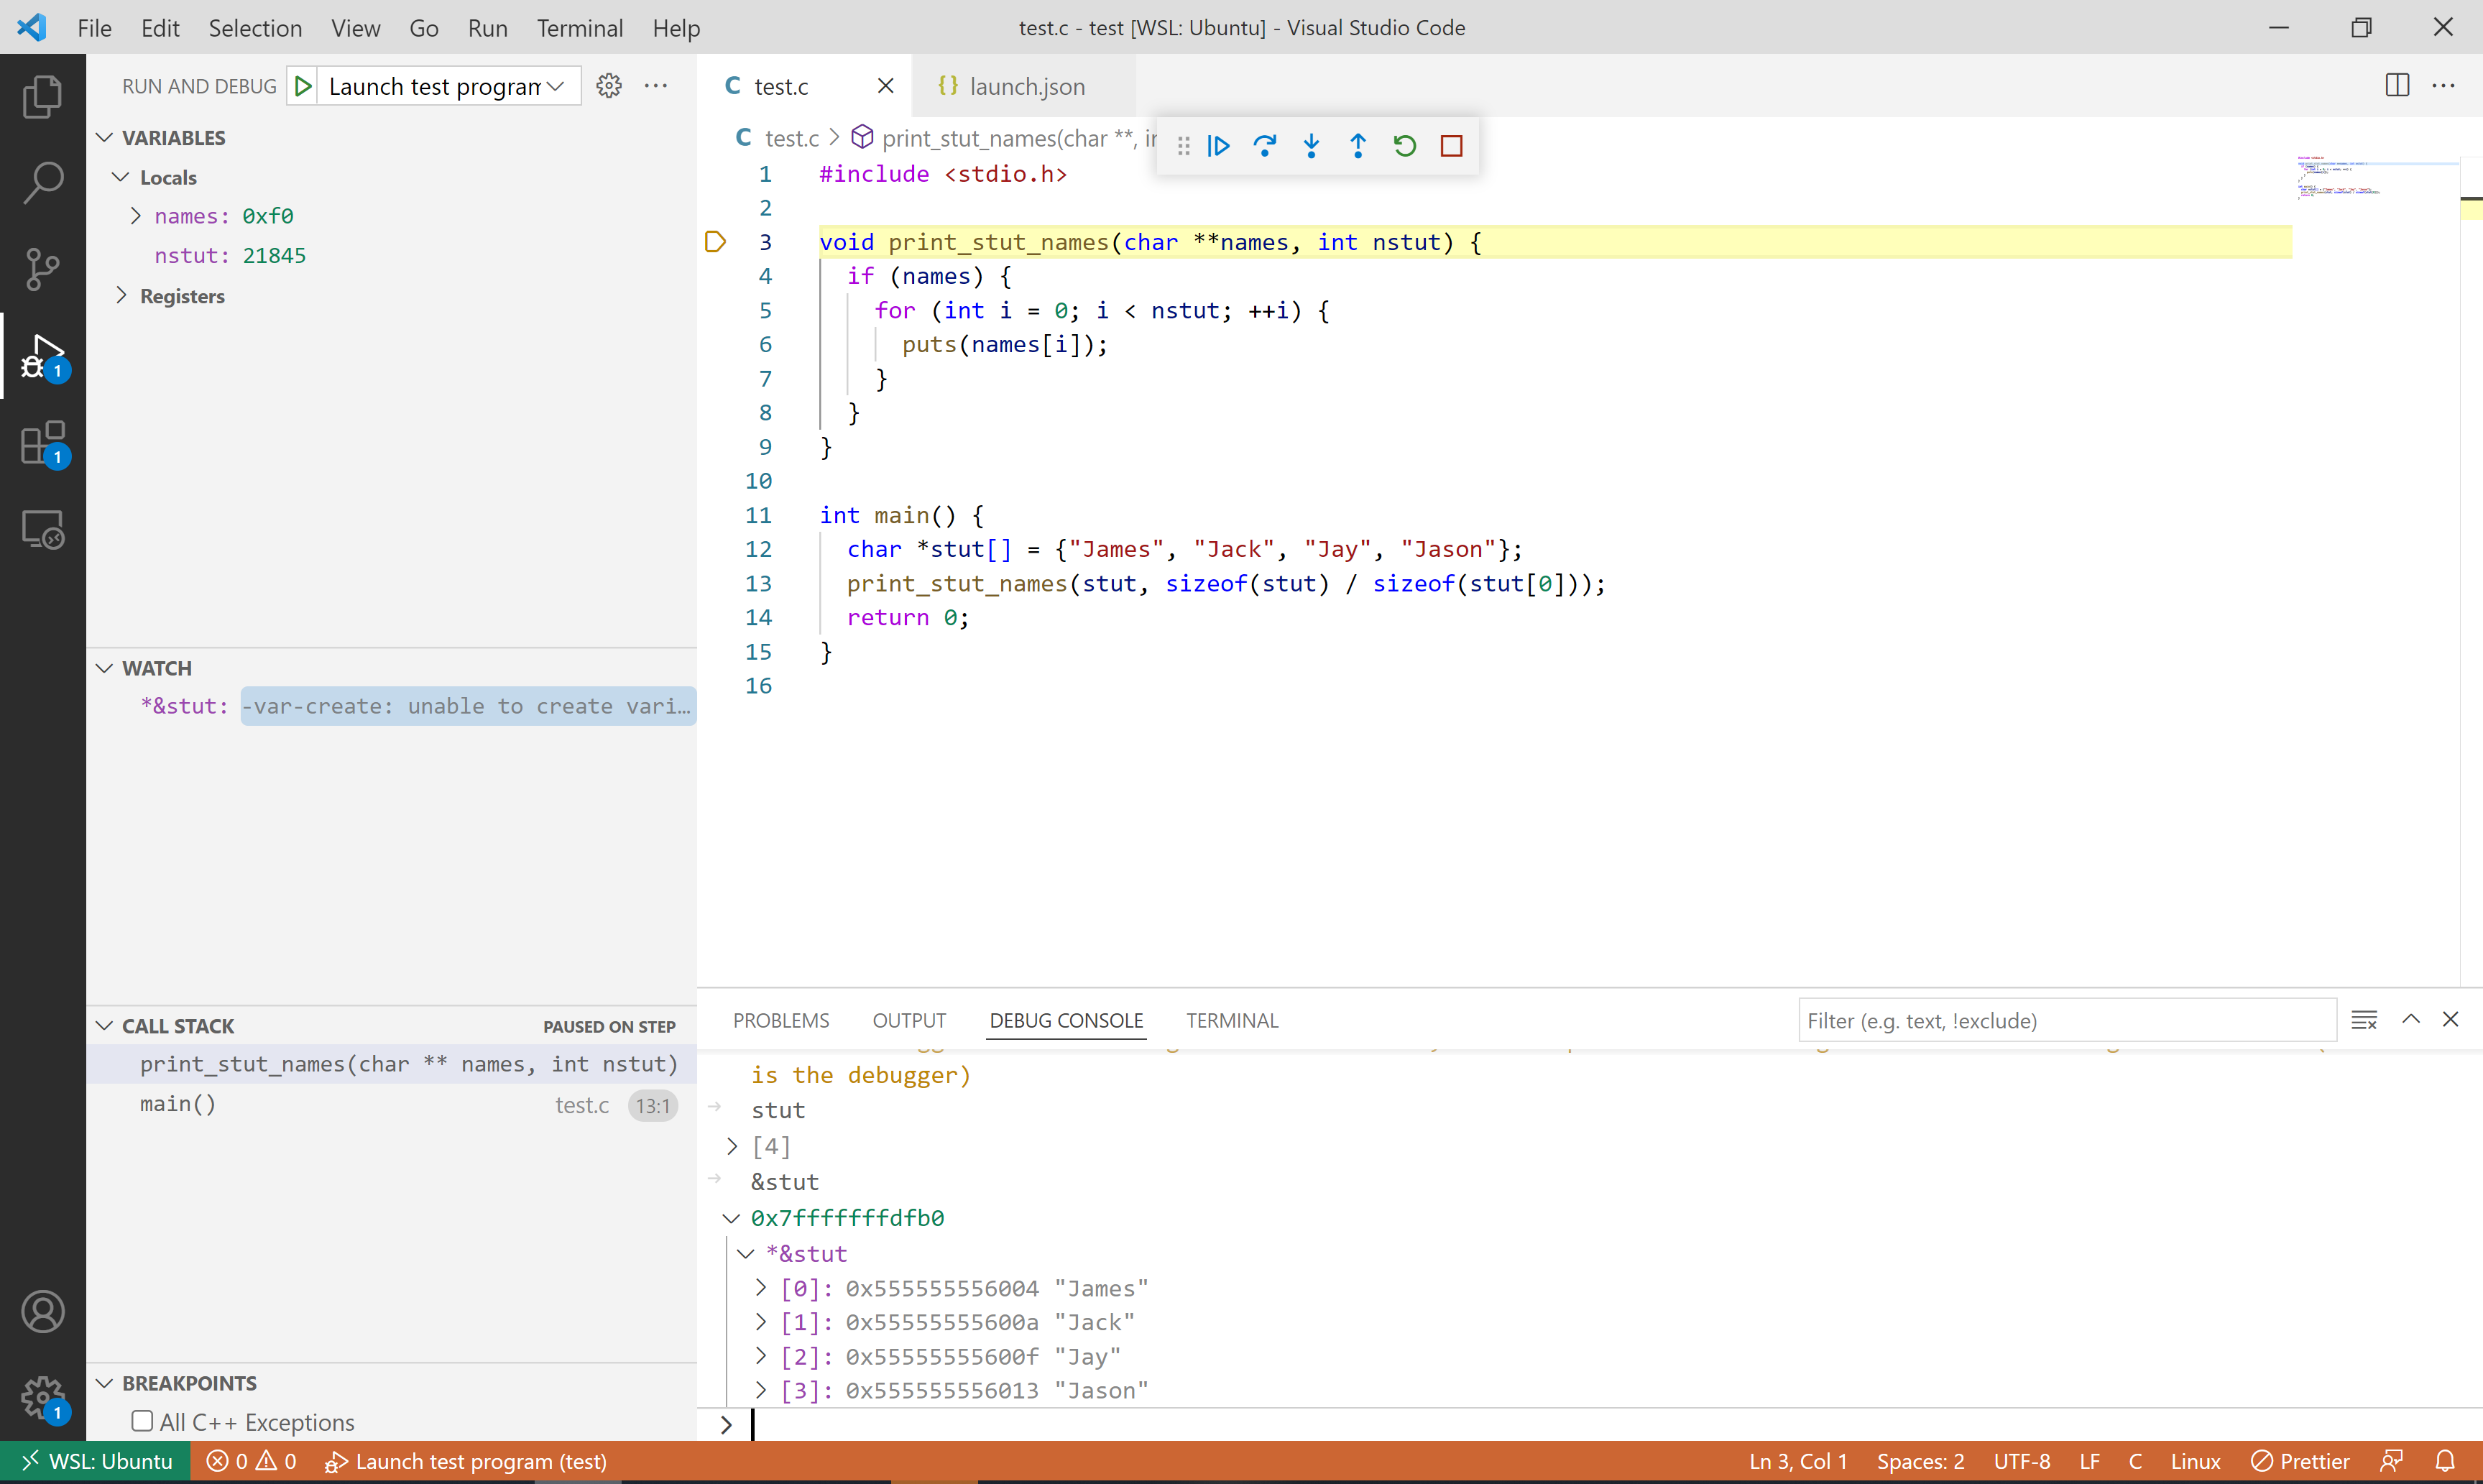 File Edit Selection View Go Run Terminal Help
test.c - test [WSL: Ubuntu] - Visual Studio Code
RUN AND DEBUG Launch test program
VARIABLES
Locals
names: 0xf0
nstut: 21845
Registers
WATCH
*&stut: -var-create: unable to create vari…
CALL STACK PAUSED ON STEP
print_stut_names(char ** names, int nstut)
main() test.c 13:1
BREAKPOINTS
All C++ Exceptions
1
1
1
C test.c {} launch.json
C test.c > print_stut_names(char **,
1 #include <stdio.h>
2
3 void print_stut_names(char **names, int nstut) {
4 if (names) {
5 for (int i = 0; i < nstut; ++i) {
6 puts(names[i]);
7 }
8 }
9 }
10
11 int main() {
12 char *stut[] = {"James", "Jack", "Jay", "Jason"};
13 print_stut_names(stut, sizeof(stut) / sizeof(stut[0]));
14 return 0;
15 }
16
PROBLEMS OUTPUT DEBUG CONSOLE TERMINAL
Filter (e.g. text, !exclude)
is the debugger)
stut
[4]
&stut
0x7fffffffdfb0
*&stut
[0]: 0x555555556004 "James"
[1]: 0x55555555600a "Jack"
[2]: 0x55555555600f "Jay"
[3]: 0x555555556013 "Jason"
>
WSL: Ubuntu 0 0 Launch test program (test)
Ln 3, Col 1 Spaces: 2 UTF-8 LF C Linux Prettier